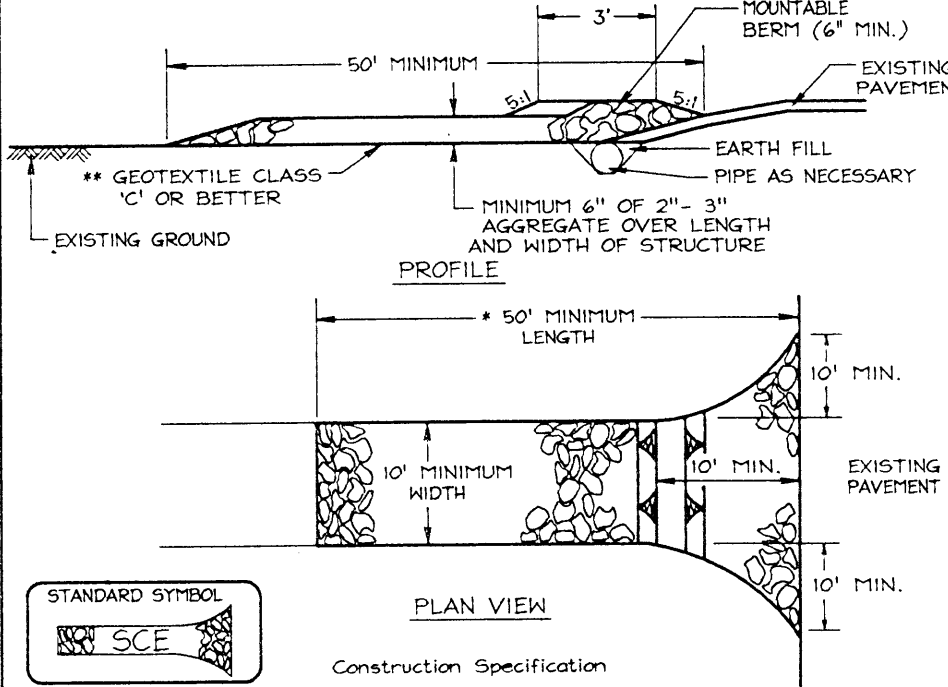 MOUNTABLE
BERM (6" MIN.)
3'
50' MINIMUM
EXISTING
PAVEMEN
5:1
5:1
EARTH FILL
PIPE AS NECESSARY
** GEOTEXTILE CLASS
'C' OR BETTER
MINIMUM 6" OF 2"- 3"
AGGREGATE OVER LENGTH
AND WIDTH OF STRUCTURE
EXISTING GROUND
PROFILE
* 50' MINIMUM
LENGTH
10' MIN.
10' MINIMUM
WIDTH
10' MIN.
EXISTING
PAVEMENT
10' MIN.
STANDARD SYMBOL
SCE
PLAN VIEW
Construction Specification